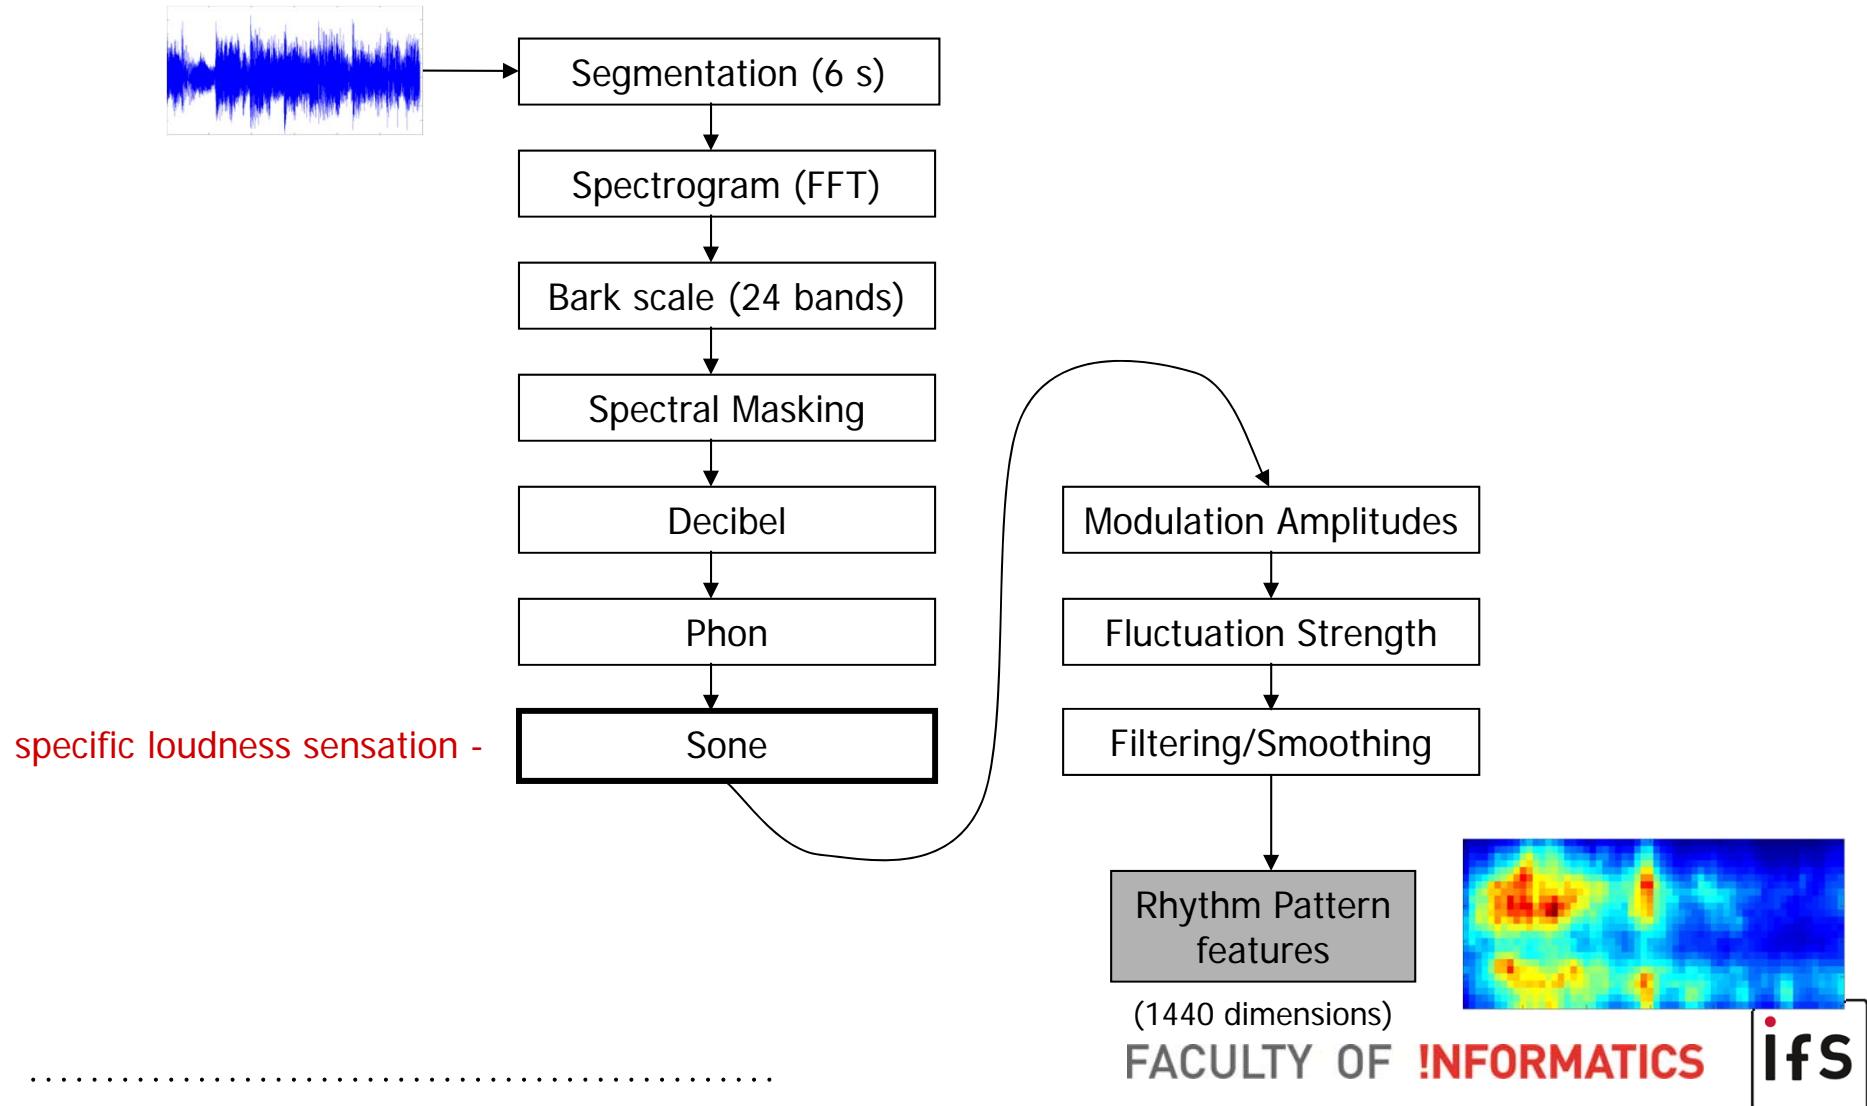 Segmentation (6 s)
Spectrogram (FFT)
Bark scale (24 bands)
Spectral Masking
Decibel
Phon
specific loudness sensation -
Sone
Modulation Amplitudes
Fluctuation Strength
Filtering/Smoothing
Rhythm Pattern
features
(1440 dimensions)
FACULTY OF !NFORMATICS
ifs